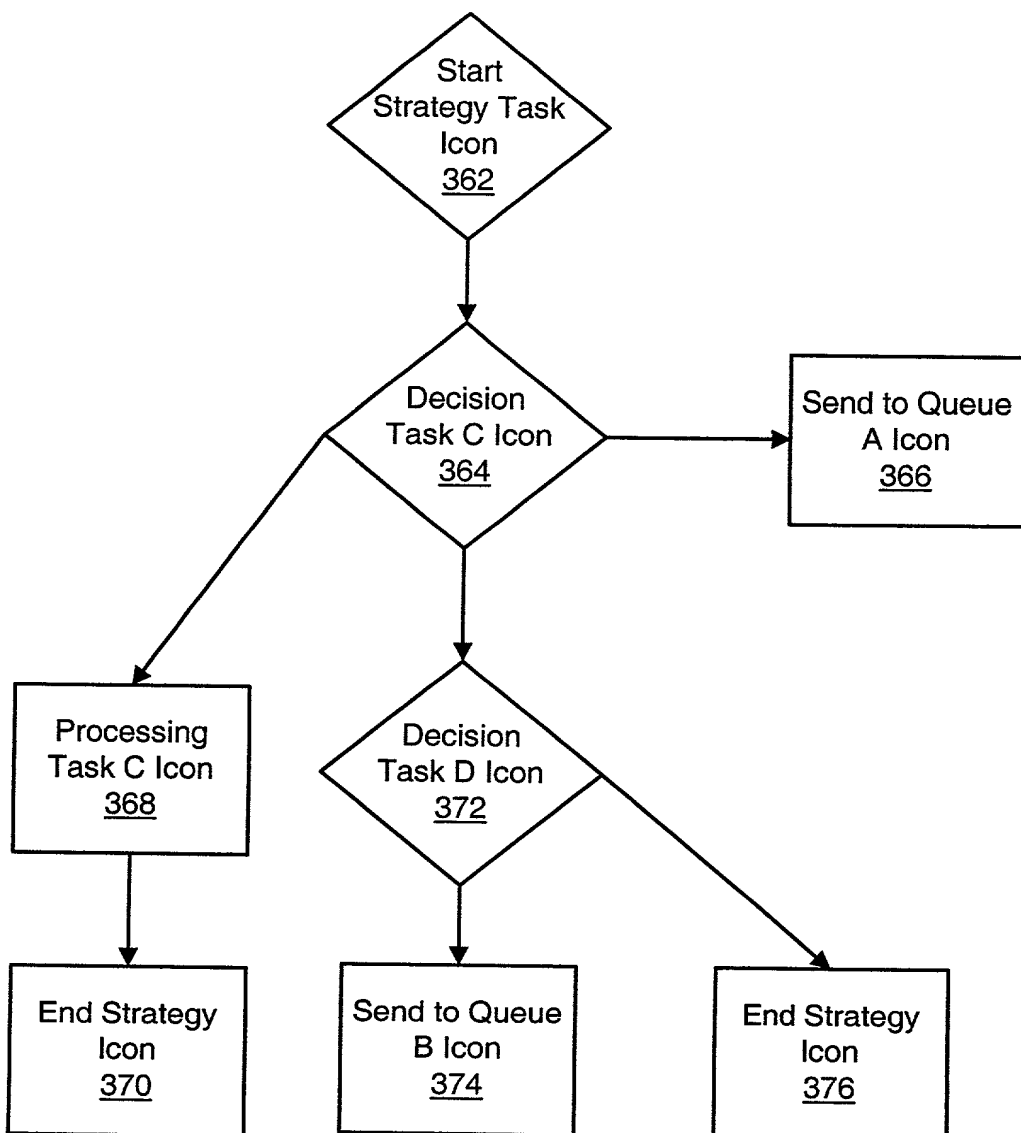 Start
Strategy Task
Icon
362
Decision
Task C Icon
364
Send to Queue
A Icon
366
Processing
Task C Icon
368
Decision
Task D Icon
372
End Strategy
Icon
370
Send to Queue
B Icon
374
End Strategy
Icon
376